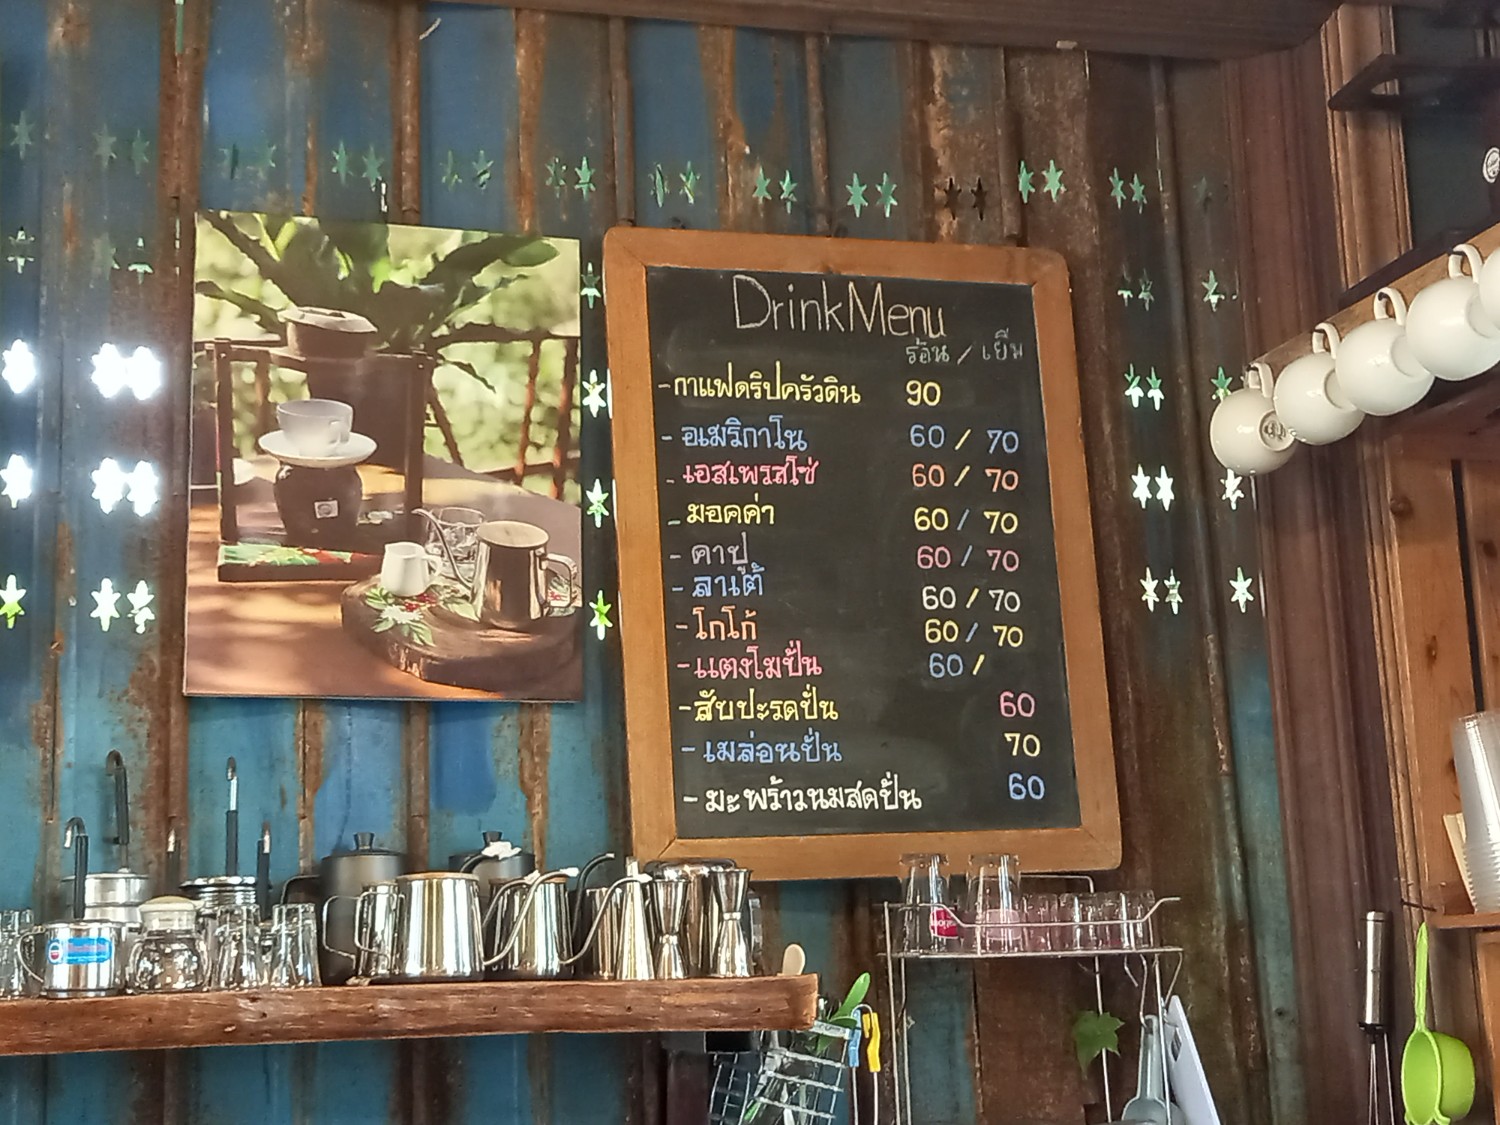 DrinkMenu
ร้อน / เย็น
-กาแฟดริปครัวดิน 90
- อเมริกาโน 60 / 70
- เอสเพรสโซ่ 60 / 70
- มอคค่า 60 / 70
- คาปู 60 / 70
- ลาเต้ 60 / 70
- โกโก้ 60 / 70
- แตงโมปั่น 60 /
- สับปะรดปั่น 60
- เมล่อนปั่น 70
- มะพร้าวนมสดปั่น 60